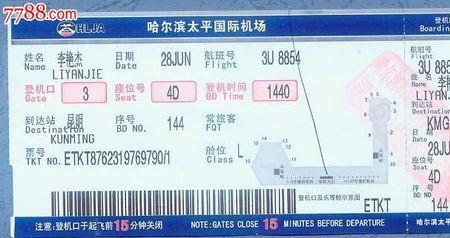 7788.com
HLJA 哈尔滨太平国际机场 登机
Boardin
姓名 Name 李艳杰 LIYANJIE 日期 Date 28JUN 航班号 Flight 3U 8854 3U 8
登机口 Gate 3 座位号 Seat 4D 登机时间 BD Time 1440
到达站 Destination 昆明 KUNMING 序号 BD NO. 144 常旅客 FQT KMG
票号 TKT NO. ETKT8762319769790/1 舱位 Class L 28JU
4D
登机口及头等舱示意图 ETKT
注意:登机口于起飞前15分钟关闭 NOTE:GATES CLOSE 15 MINUTES BEFORE DEPARTURE